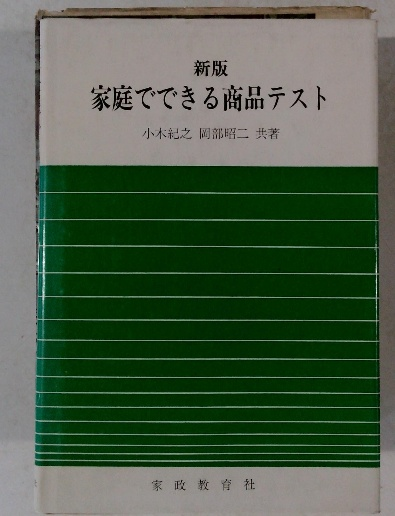 新版
家庭でできる商品テスト
小木紀之 岡部昭二 共著
家政教育社